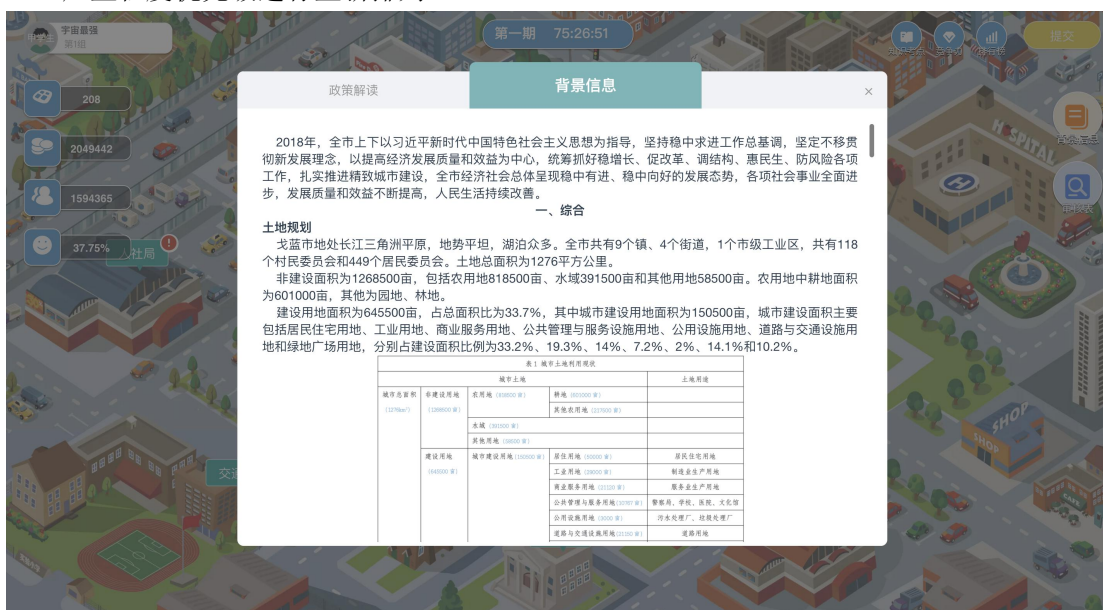 宇宙最强
第1组
第一期 75:26:51
提交
208
2049442
1594365
37.75%
人社局
HOSPITAL
SHOP
政策解读
背景信息
×
2018年，全市上下以习近平新时代中国特色社会主义思想为指导，坚持稳中求进工作总基调，坚定不移贯
彻新发展理念，以提高经济发展质量和效益为中心，统筹抓好稳增长、促改革、调结构、惠民生、防风险各项
工作，扎实推进精致城市建设，全市经济社会总体呈现稳中有进、稳中向好的发展态势，各项社会事业全面进
步，发展质量和效益不断提高，人民生活持续改善。
一、综合
土地规划
戈蓝市地处长江三角洲平原，地势平坦，湖泊众多。全市共有9个镇、4个街道，1个市级工业区，共有118
个村民委员会和449个居民委员会。土地总面积为1276平方公里。
非建设面积为1268500亩，包括农用地818500亩、水域391500亩和其他用地58500亩。农用地中耕地面积
为601000亩，其他为园地、林地。
建设用地面积为645500亩，占总面积比为33.7%，其中城市建设用地面积为150500亩，城市建设面积主要
包括居民住宅用地、工业用地、商业服务用地、公共管理与服务设施用地、公用设施用地、道路与交通设施用
地和绿地广场用地，分别占建设面积比例为33.2%、19.3%、14%、7.2%、2%、14.1%和10.2%。
表1 城市土地利用现状
城市土地 土地用途
城市总面积 非建设用地 农用地 耕地
其他农用地
水域
其他用地
建设用地 城市建设用地 居住用地 居民住宅用地
工业用地 制造业生产用地
商业服务用地 服务业生产用地
公共管理与服务用地 警察局、学校、医院、文化馆
公用设施用地 污水处理厂、垃圾处理厂
道路与交通设施用地 道路用地